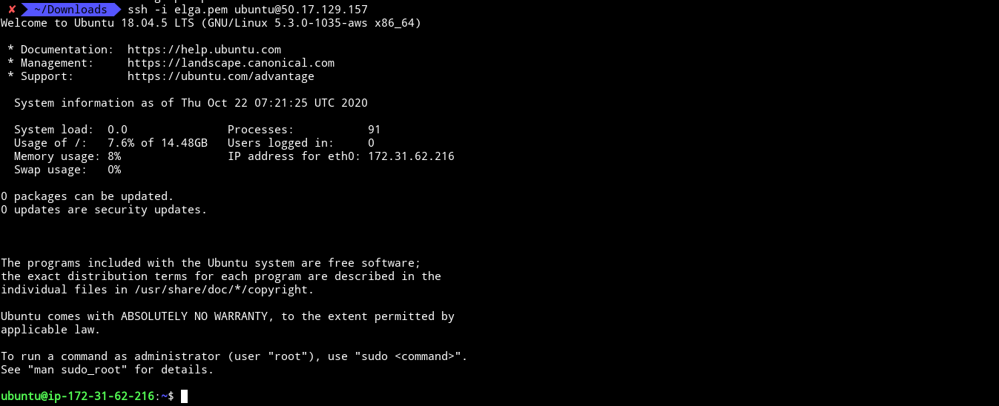 ✘ ~/Downloads ssh -i elga.pem ubuntu@50.17.129.157
Welcome to Ubuntu 18.04.5 LTS (GNU/Linux 5.3.0-1035-aws x86_64)
* Documentation:  https://help.ubuntu.com
* Management:     https://landscape.canonical.com
* Support:        https://ubuntu.com/advantage
System information as of Thu Oct 22 07:21:25 UTC 2020
System load:  0.0               Processes:           91
Usage of /:   7.6% of 14.48GB   Users logged in:     0
Memory usage: 8%                IP address for eth0: 172.31.62.216
Swap usage:   0%
0 packages can be updated.
0 updates are security updates.
The programs included with the Ubuntu system are free software;
the exact distribution terms for each program are described in the
individual files in /usr/share/doc/*/copyright.
Ubuntu comes with ABSOLUTELY NO WARRANTY, to the extent permitted by
applicable law.
To run a command as administrator (user "root"), use "sudo <command>".
See "man sudo_root" for details.
ubuntu@ip-172-31-62-216:~$